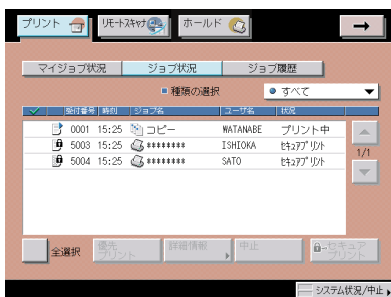 プリント リモートスキャナ ホールド
マイジョブ状況 ジョブ状況 ジョブ履歴
■ 種類の選択 すべて
受付番号 時刻 ジョブ名 ユーザ名 状況
0001 15:25 コピー WATANABE プリント中
5003 15:25 ******** ISHIOKA ｾｷｭｱﾌﾟﾘﾝﾄ
5004 15:25 ******** SATO ｾｷｭｱﾌﾟﾘﾝﾄ
1/1
全選択 優先プリント 詳細情報 中止 セキュアプリント
システム状況/中止